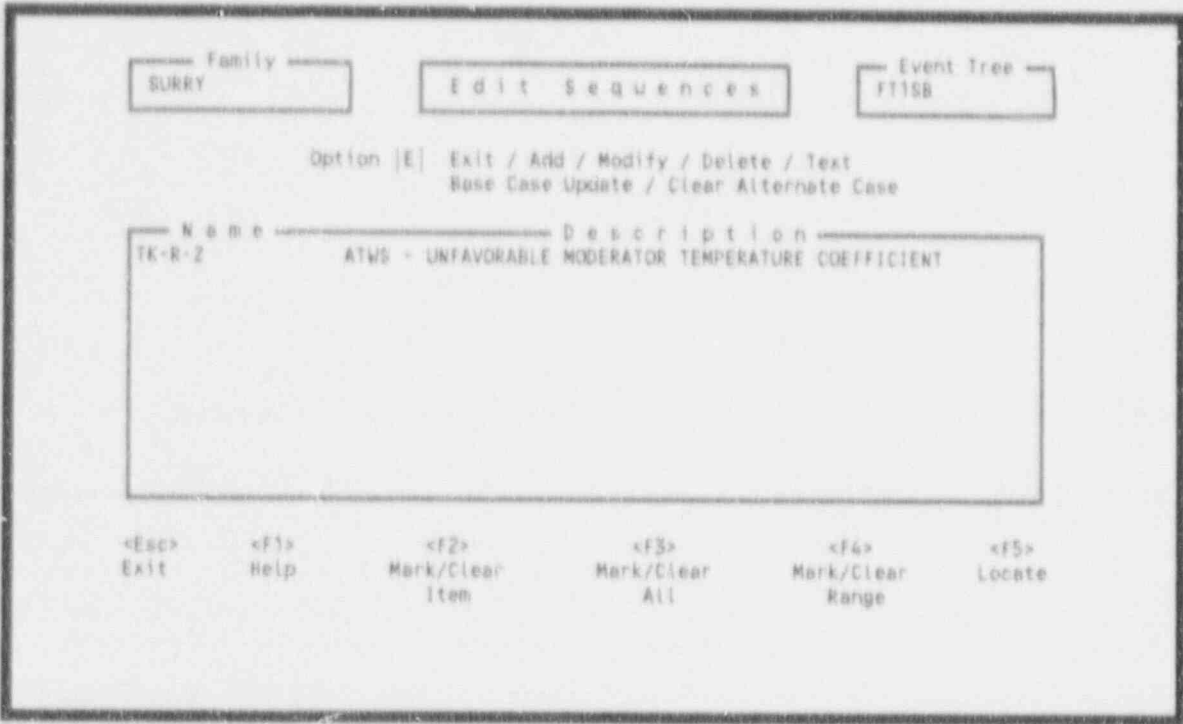 Family
SURRY
Edit Sequences
Event Tree
FT1SB
Option |E| Exit / Add / Modify / Delete / Text
Base Case Update / Clear Alternate Case
Name Description
TK-R-Z ATWS - UNFAVORABLE MODERATOR TEMPERATURE COEFFICIENT
<Esc> <F1> <F2> <F3> <F4> <F5>
Exit Help Mark/Clear Mark/Clear Mark/Clear Locate
Item All Range